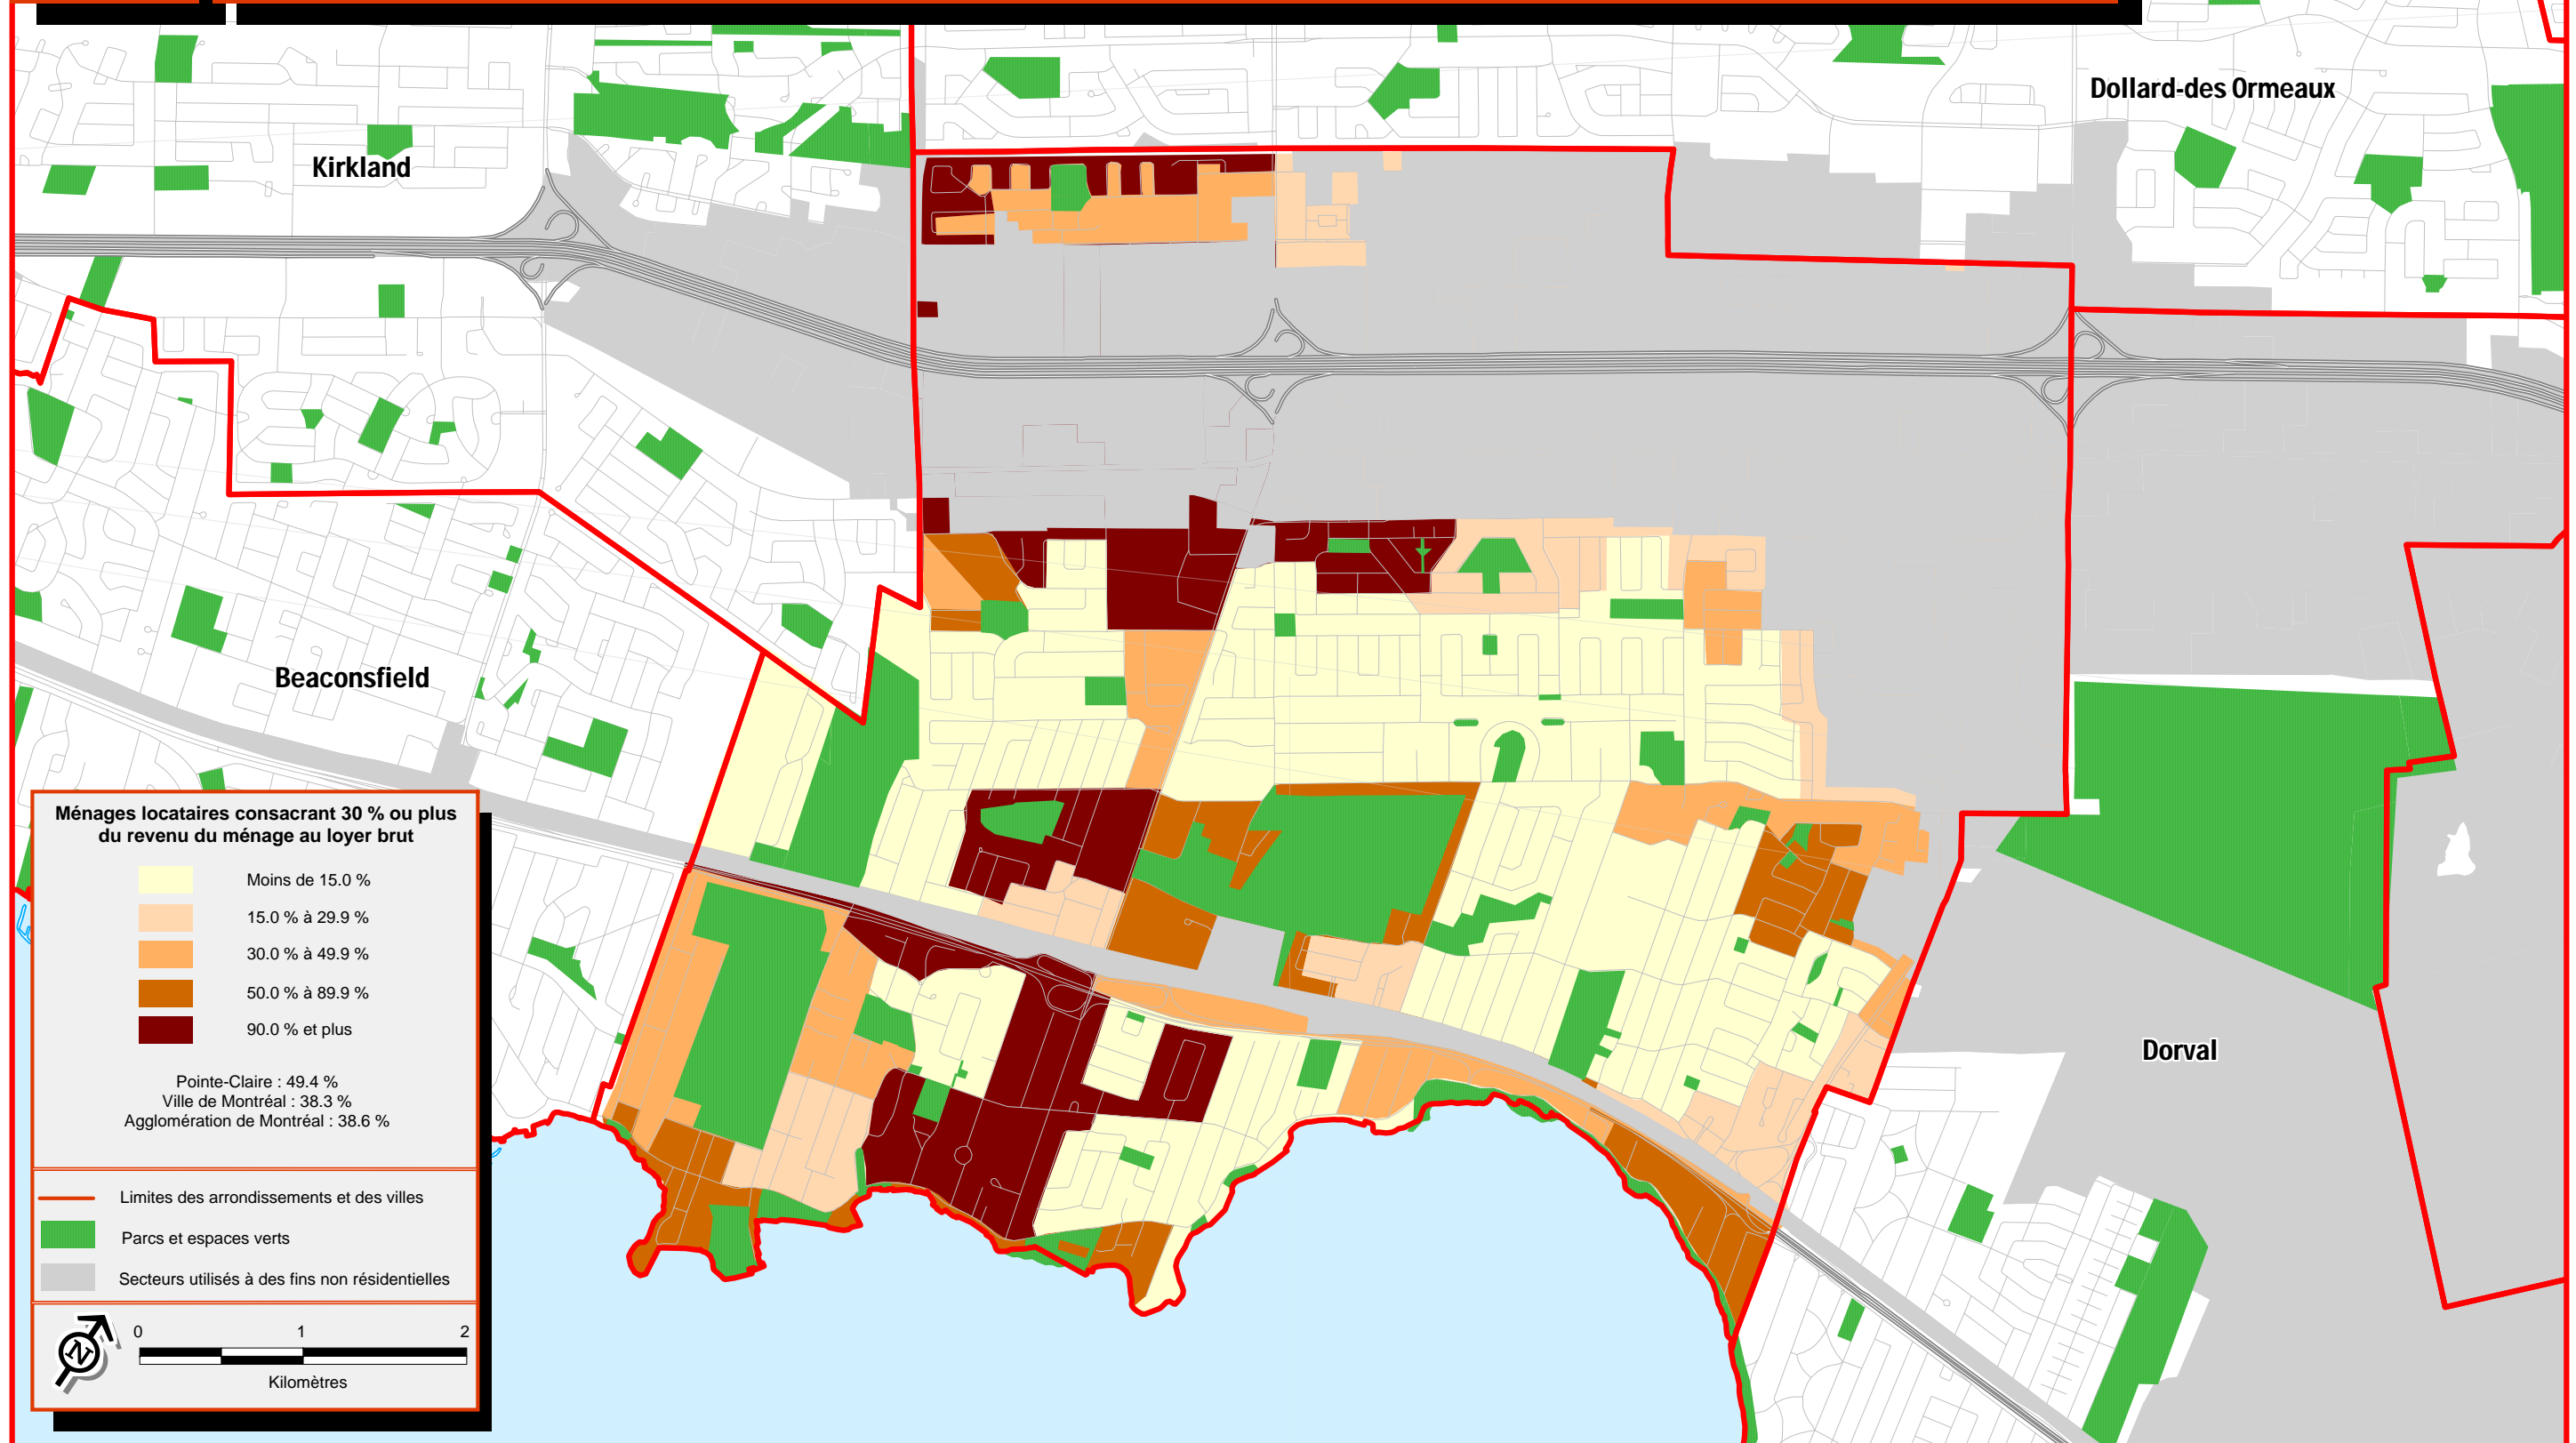 Dollard-des Ormeaux
Kirkland
Beaconsfield
Dorval
Ménages locataires consacrant 30 % ou plus
du revenu du ménage au loyer brut
Moins de 15.0 %
15.0 % à 29.9 %
30.0 % à 49.9 %
50.0 % à 89.9 %
90.0 % et plus
Pointe-Claire : 49.4 %
Ville de Montréal : 38.3 %
Agglomération de Montréal : 38.6 %
Limites des arrondissements et des villes
Parcs et espaces verts
Secteurs utilisés à des fins non résidentielles
N
0 1 2
Kilomètres